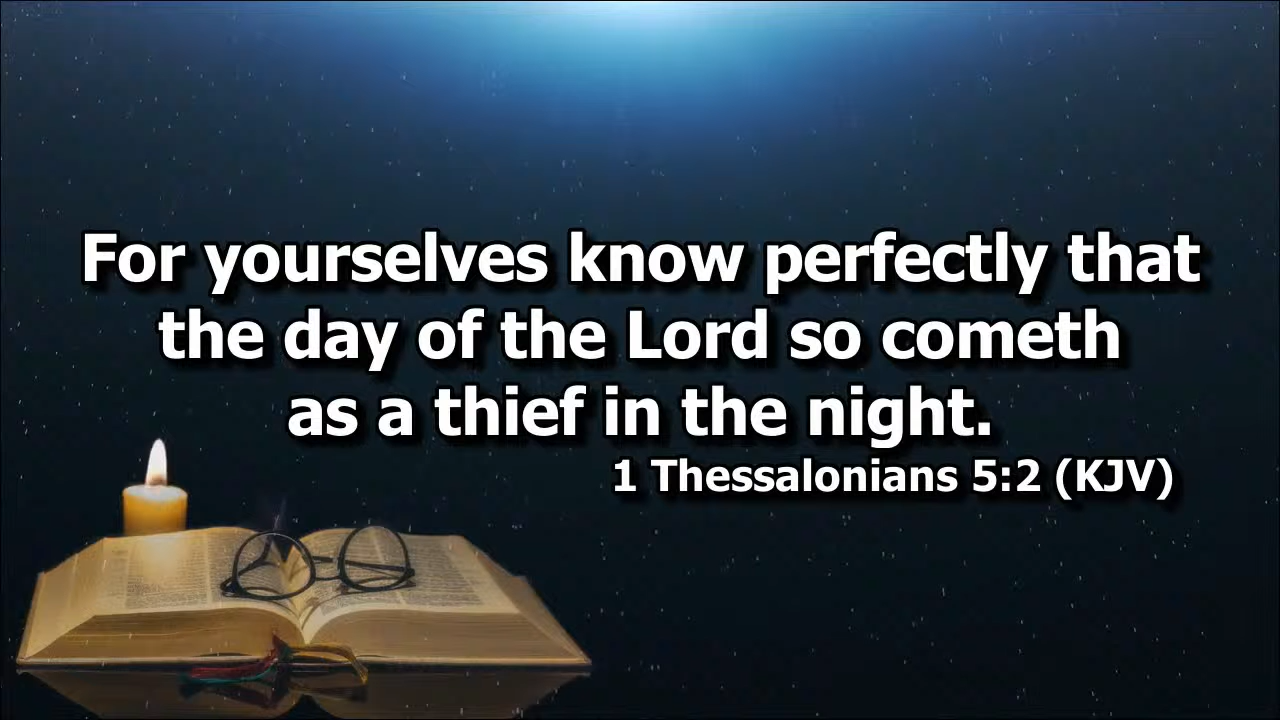 For yourselves know perfectly that
the day of the Lord so cometh
as a thief in the night.
1 Thessalonians 5:2 (KJV)